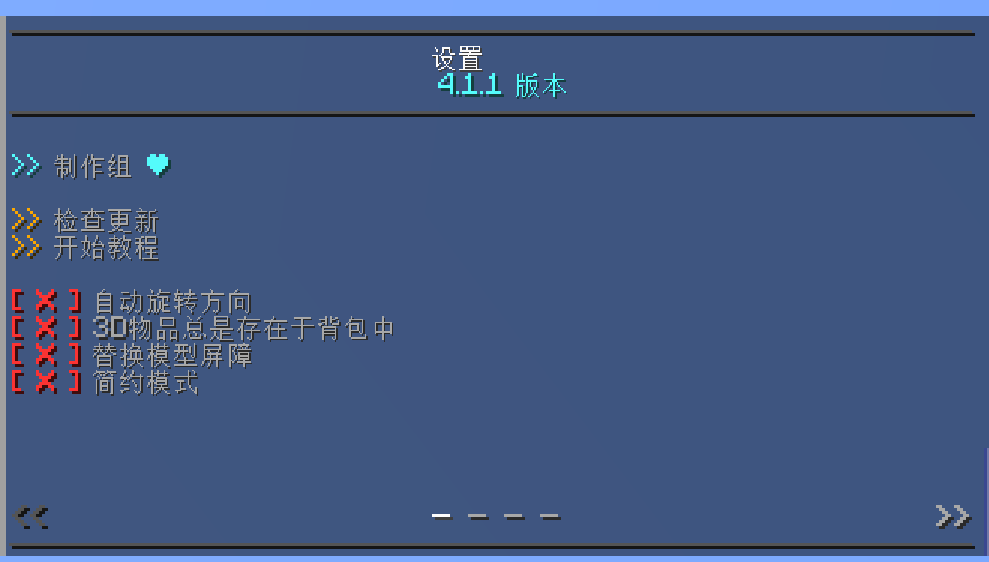 设置
4.1.1 版本
>> 制作组 ♥
>> 检查更新
>> 开始教程
[ ✖ ] 自动旋转方向
[ ✖ ] 3D物品总是存在于背包中
[ ✖ ] 替换模型屏障
[ ✖ ] 简约模式
<< – – – – >>